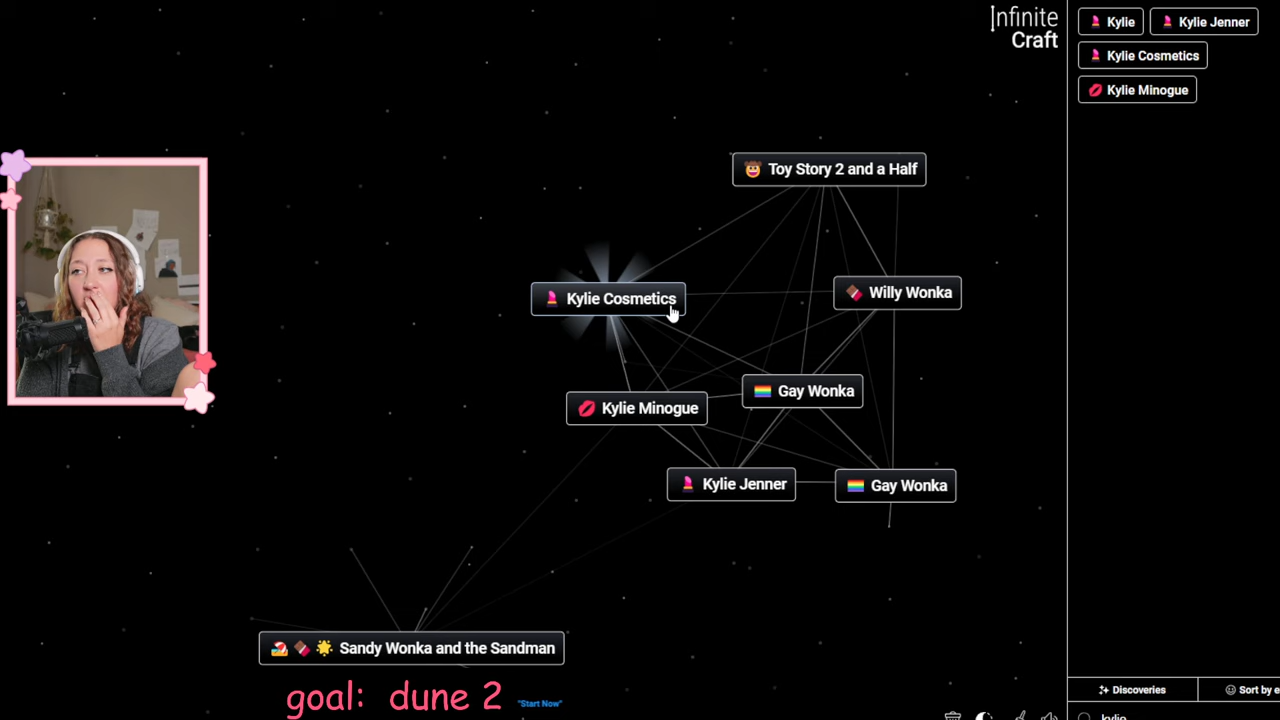 Infinite
Craft
💄 Kylie
💄 Kylie Jenner
💄 Kylie Cosmetics
💋 Kylie Minogue
🤠 Toy Story 2 and a Half
💄 Kylie Cosmetics
🍫 Willy Wonka
🏳️‍🌈 Gay Wonka
💋 Kylie Minogue
💄 Kylie Jenner
🏳️‍🌈 Gay Wonka
🏖️ 🍫 🌟 Sandy Wonka and the Sandman
goal: dune 2
"Start Now"
Discoveries
Sort by e